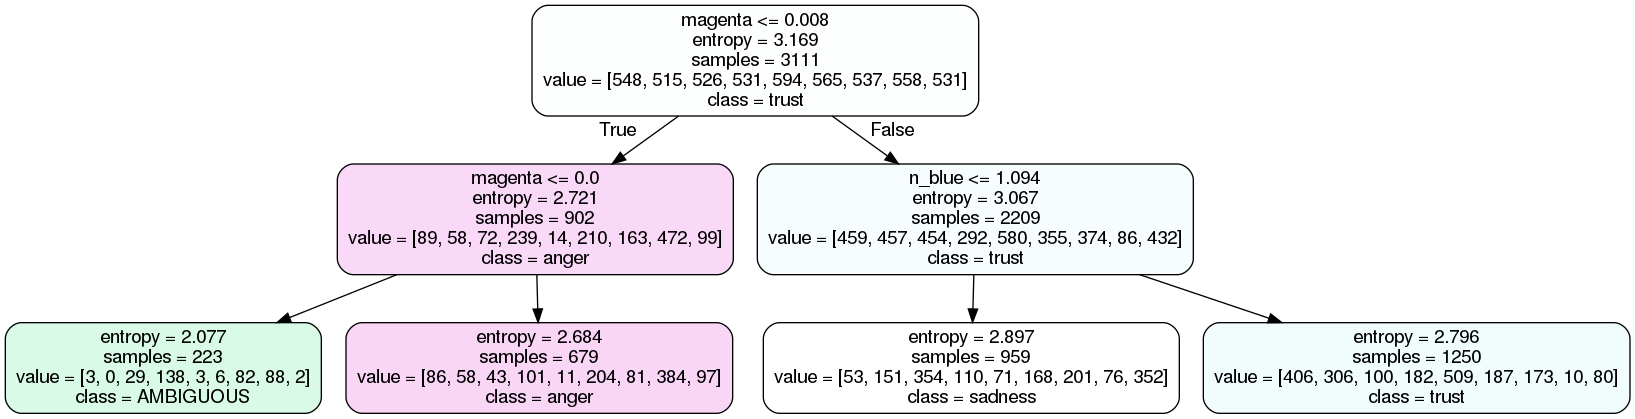 magenta <= 0.008
entropy = 3.169
samples = 3111
value = [548, 515, 526, 531, 594, 565, 537, 558, 531]
class = trust
True
False
magenta <= 0.0
entropy = 2.721
samples = 902
value = [89, 58, 72, 239, 14, 210, 163, 472, 99]
class = anger
n_blue <= 1.094
entropy = 3.067
samples = 2209
value = [459, 457, 454, 292, 580, 355, 374, 86, 432]
class = trust
entropy = 2.077
samples = 223
value = [3, 0, 29, 138, 3, 6, 82, 88, 2]
class = AMBIGUOUS
entropy = 2.684
samples = 679
value = [86, 58, 43, 101, 11, 204, 81, 384, 97]
class = anger
entropy = 2.897
samples = 959
value = [53, 151, 354, 110, 71, 168, 201, 76, 352]
class = sadness
entropy = 2.796
samples = 1250
value = [406, 306, 100, 182, 509, 187, 173, 10, 80]
class = trust